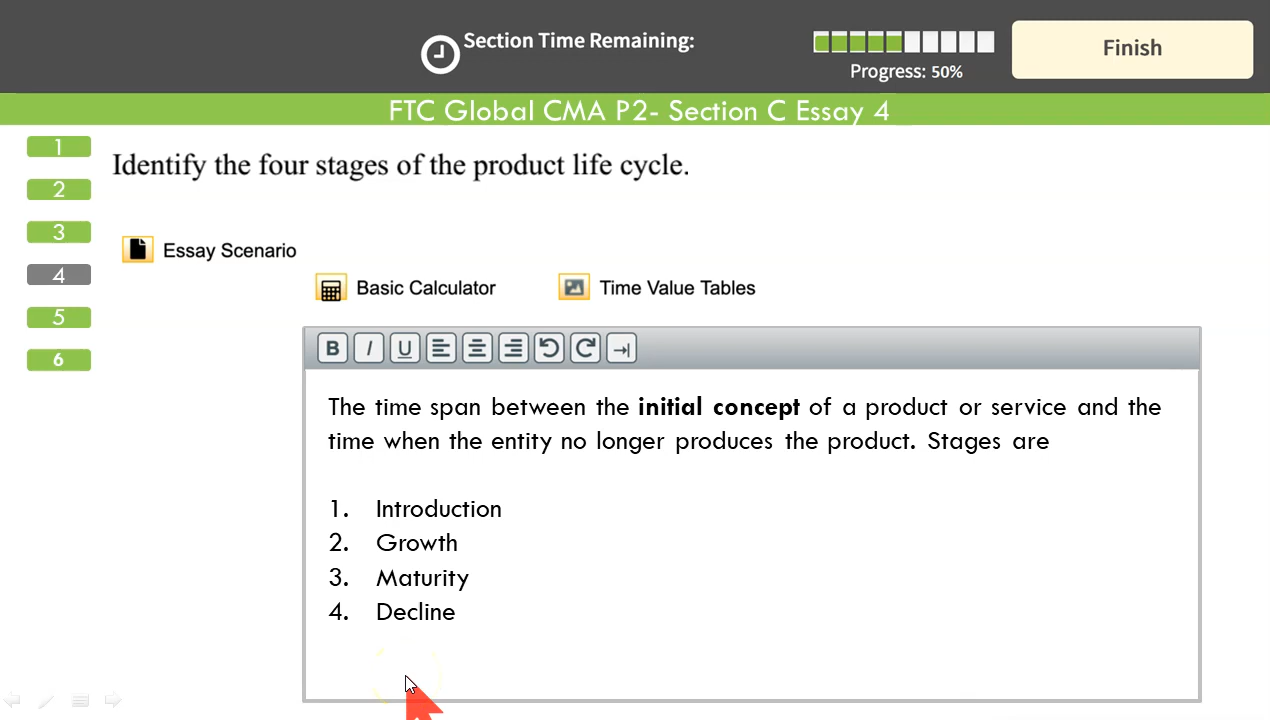 Section Time Remaining:
Progress: 50%
Finish
FTC Global CMA P2- Section C Essay 4
1
2
3
4
5
6
Identify the four stages of the product life cycle.
Essay Scenario
Basic Calculator
Time Value Tables
B I U
The time span between the initial concept of a product or service and the
time when the entity no longer produces the product. Stages are
1. Introduction
2. Growth
3. Maturity
4. Decline